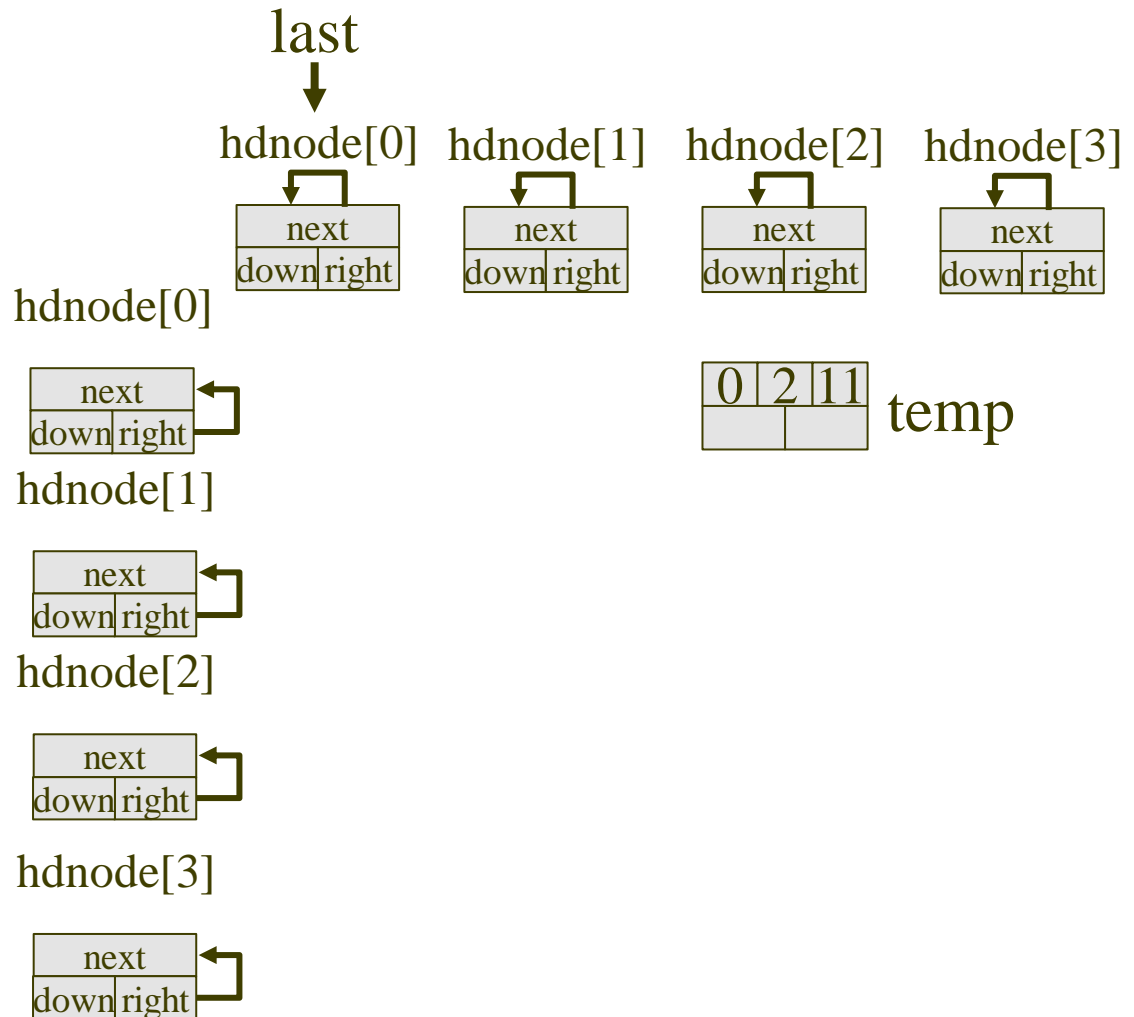 last
hdnode[0] hdnode[1] hdnode[2] hdnode[3]
next next next next
down right down right down right down right
hdnode[0]
next
down right
0 2 11
temp
hdnode[1]
next
down right
hdnode[2]
next
down right
hdnode[3]
next
down right